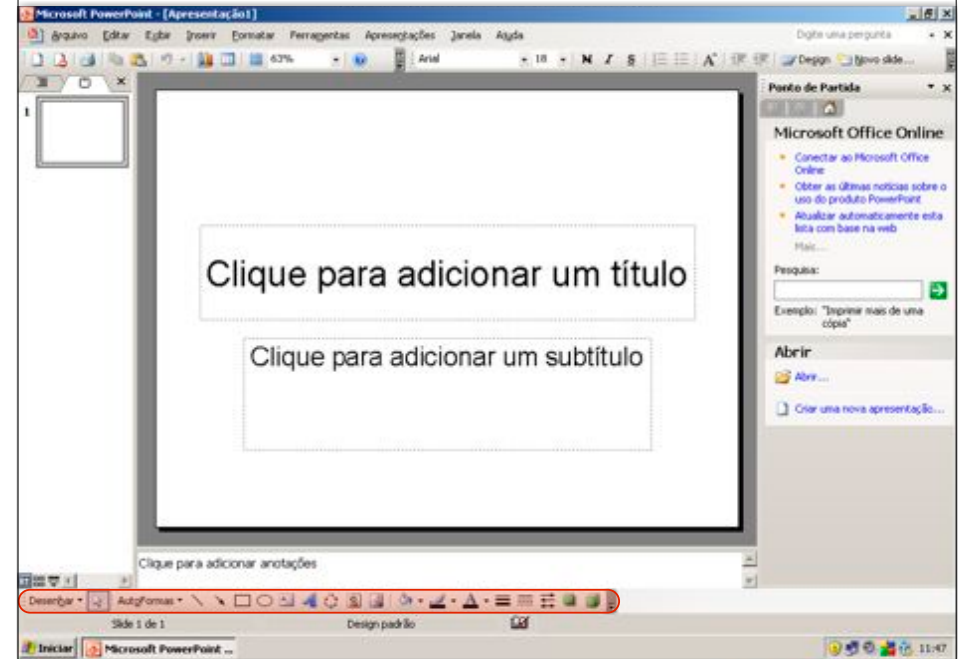 Microsoft PowerPoint - [Apresentação1]
Arquivo Editar Exibir Inserir Formatar Ferramentas Apresentações Janela Ajuda Digite uma pergunta
63% Arial 18 N I S A Design Novo slide...
Ponto de Partida
1
Microsoft Office Online
Conectar ao Microsoft Office
Online
Obter as últimas notícias sobre o
uso do produto PowerPoint
Atualizar automaticamente esta
lista com base na web
Mais...
Pesquisa:
Exemplo: "Imprimir mais de uma
cópia"
Abrir
Abrir...
Criar uma nova apresentação...
Clique para adicionar um título
Clique para adicionar um subtítulo
Clique para adicionar anotações
Desenhar AutoFormas A
Slide 1 de 1 Design padrão
Iniciar Microsoft PowerPoint ... 11:47